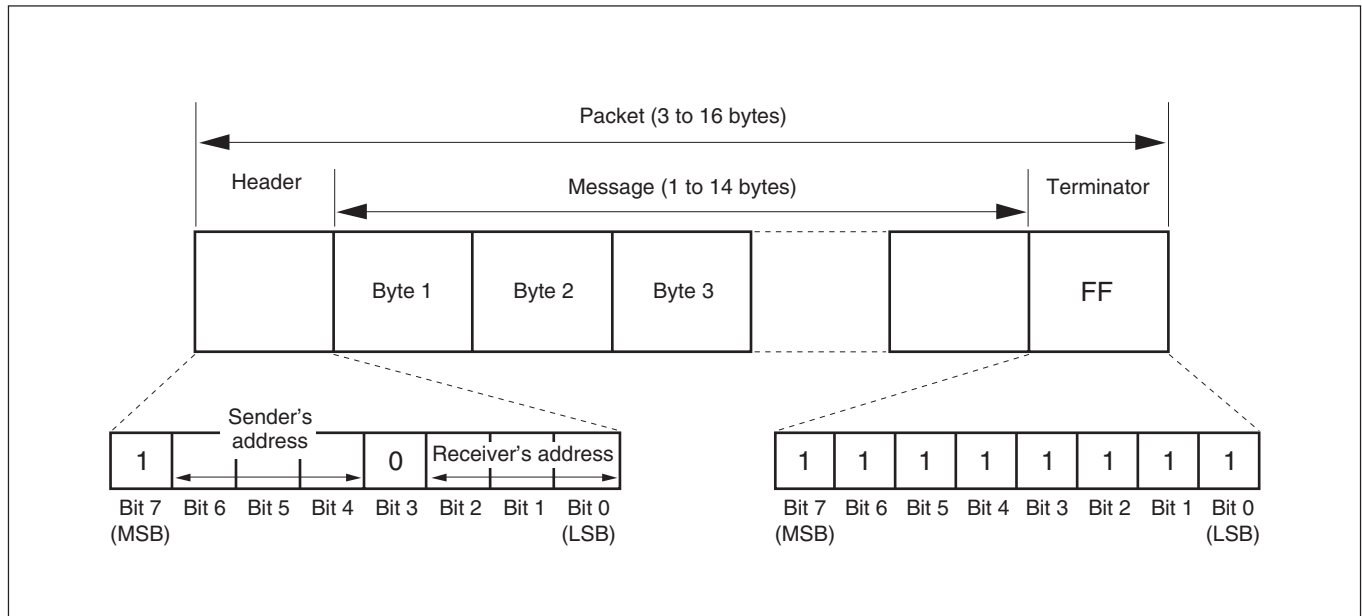 Packet (3 to 16 bytes)
Header
Message (1 to 14 bytes)
Terminator
Byte 1
Byte 2
Byte 3
FF
Sender's
address
1
0
Receiver's address
Bit 7 Bit 6 Bit 5 Bit 4 Bit 3 Bit 2 Bit 1 Bit 0
(MSB) (LSB)
1 1 1 1 1 1 1 1
Bit 7 Bit 6 Bit 5 Bit 4 Bit 3 Bit 2 Bit 1 Bit 0
(MSB) (LSB)